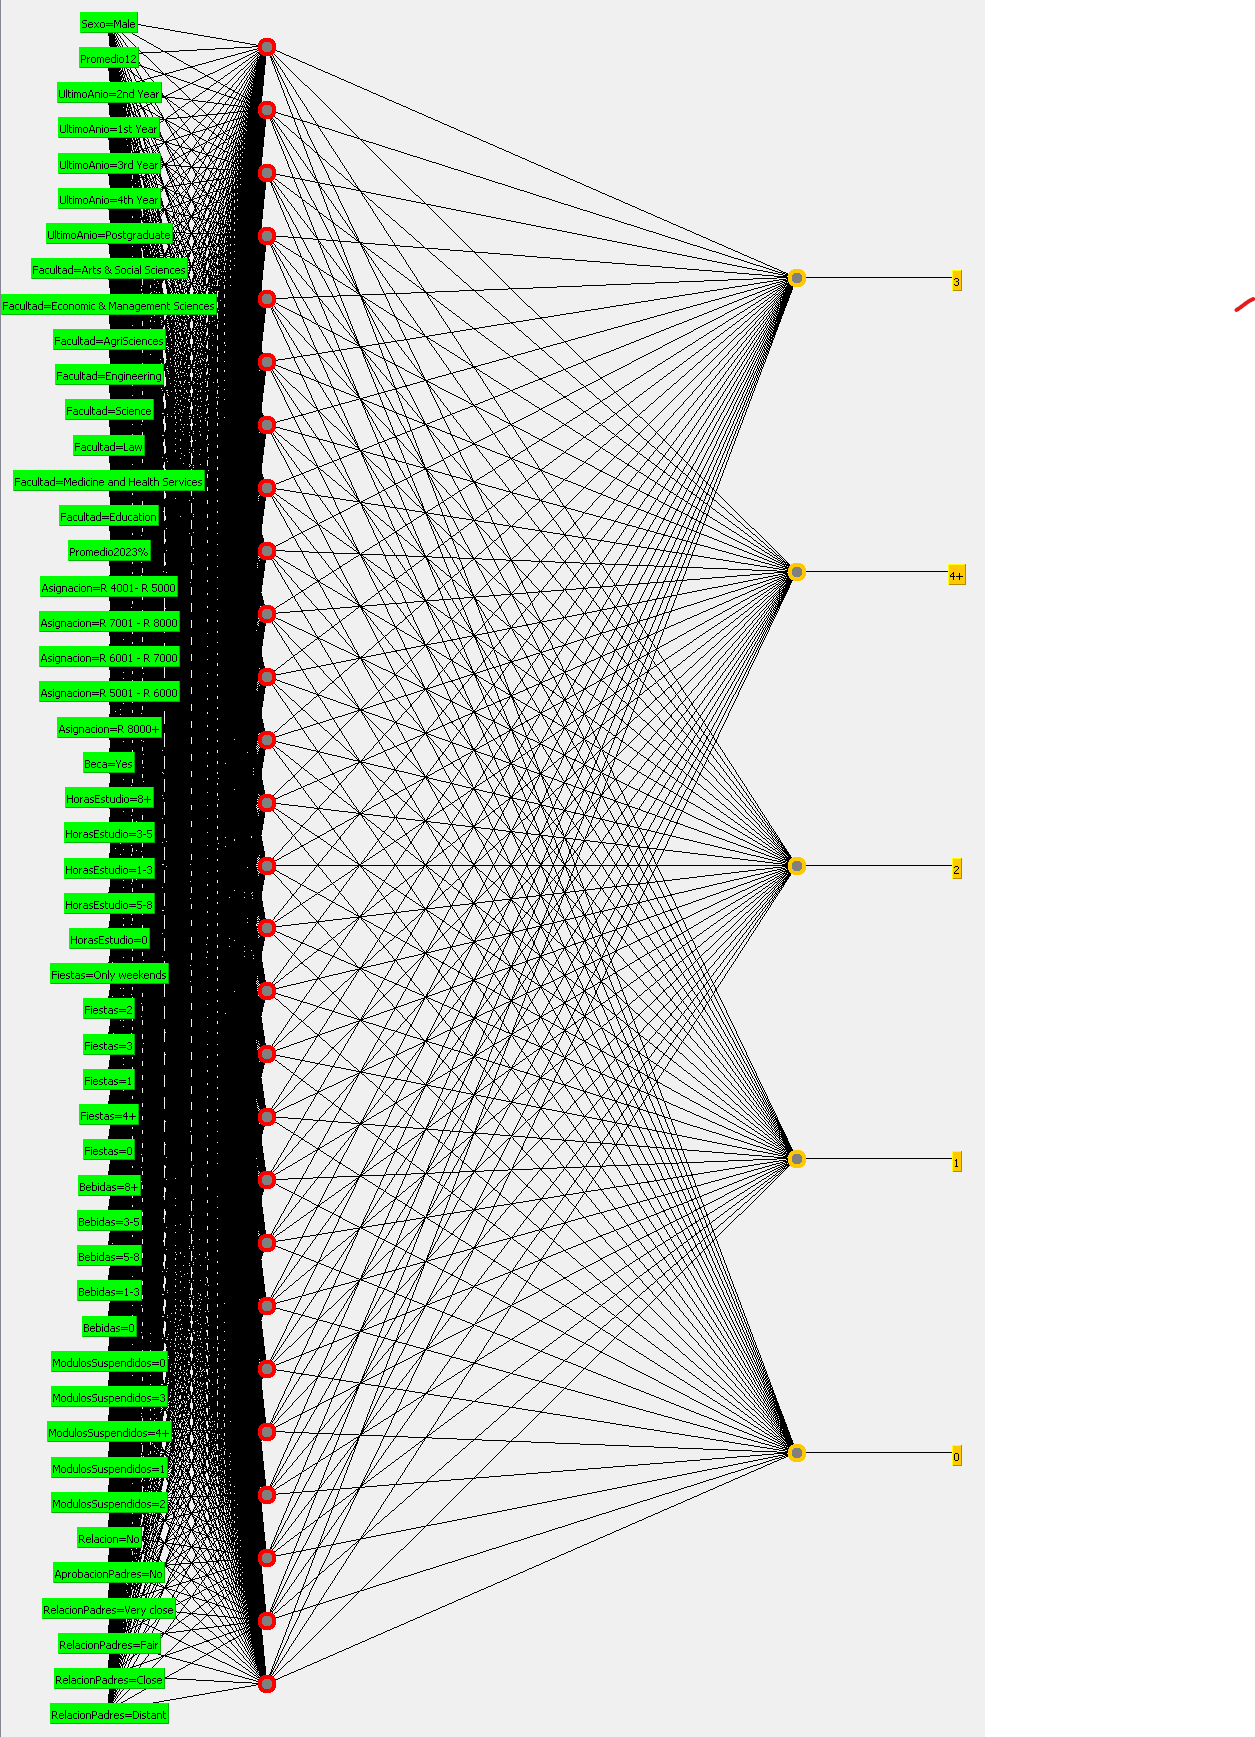 Sexo=Male
Promedio12
UltimoAnio=2nd Year
UltimoAnio=1st Year
UltimoAnio=3rd Year
UltimoAnio=4th Year
UltimoAnio=Postgraduate
Facultad=Arts & Social Sciences
Facultad=Economic & Management Sciences
Facultad=AgriSciences
Facultad=Engineering
Facultad=Science
Facultad=Law
Facultad=Medicine and Health Services
Facultad=Education
Promedio2023%
Asignacion=R 4001- R 5000
Asignacion=R 7001 - R 8000
Asignacion=R 6001 - R 7000
Asignacion=R 5001 - R 6000
Asignacion=R 8000+
Beca=Yes
HorasEstudio=8+
HorasEstudio=3-5
HorasEstudio=1-3
HorasEstudio=5-8
HorasEstudio=0
Fiestas=Only weekends
Fiestas=2
Fiestas=3
Fiestas=1
Fiestas=4+
Fiestas=0
Bebidas=8+
Bebidas=3-5
Bebidas=5-8
Bebidas=1-3
Bebidas=0
ModulosSuspendidos=0
ModulosSuspendidos=3
ModulosSuspendidos=4+
ModulosSuspendidos=1
ModulosSuspendidos=2
Relacion=No
AprobacionPadres=No
RelacionPadres=Very close
RelacionPadres=Fair
RelacionPadres=Close
RelacionPadres=Distant
3
4+
2
1
0